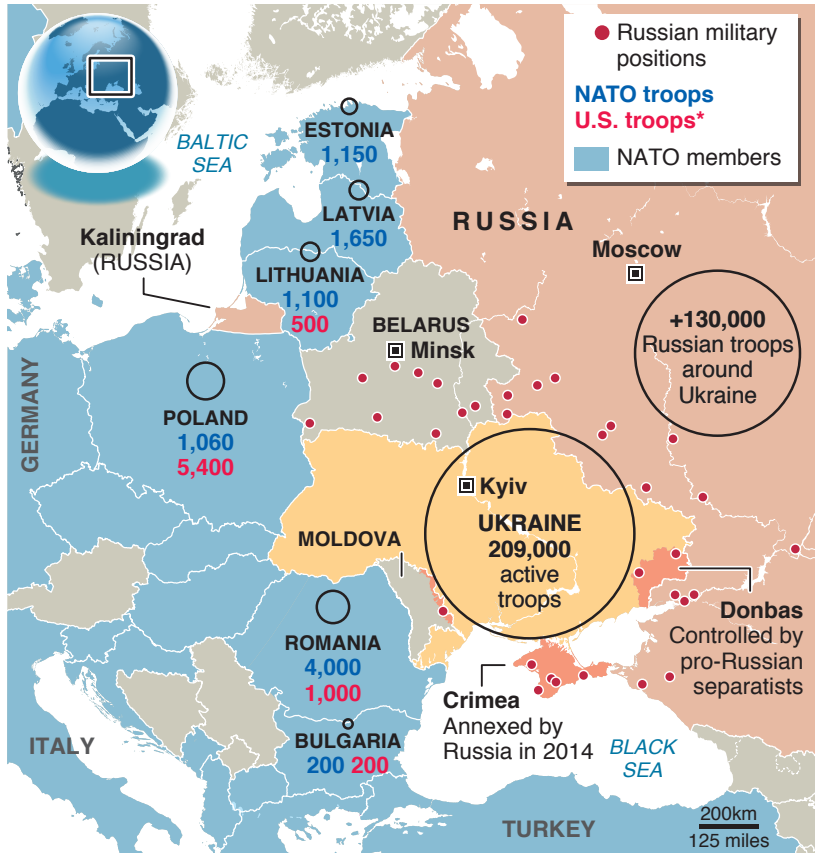 Russian military
positions
NATO troops
U.S. troops*
NATO members
BALTIC
SEA
ESTONIA
1,150
LATVIA
1,650
RUSSIA
Kaliningrad
(RUSSIA)
LITHUANIA
1,100
500
Moscow
BELARUS
Minsk
+130,000
Russian troops
around
Ukraine
GERMANY
POLAND
1,060
5,400
Kyiv
UKRAINE
209,000
active
troops
MOLDOVA
Donbas
Controlled by
pro-Russian
separatists
ROMANIA
4,000
1,000
Crimea
Annexed by
Russia in 2014
BULGARIA
200 200
ITALY
BLACK
SEA
TURKEY
200km
125 miles